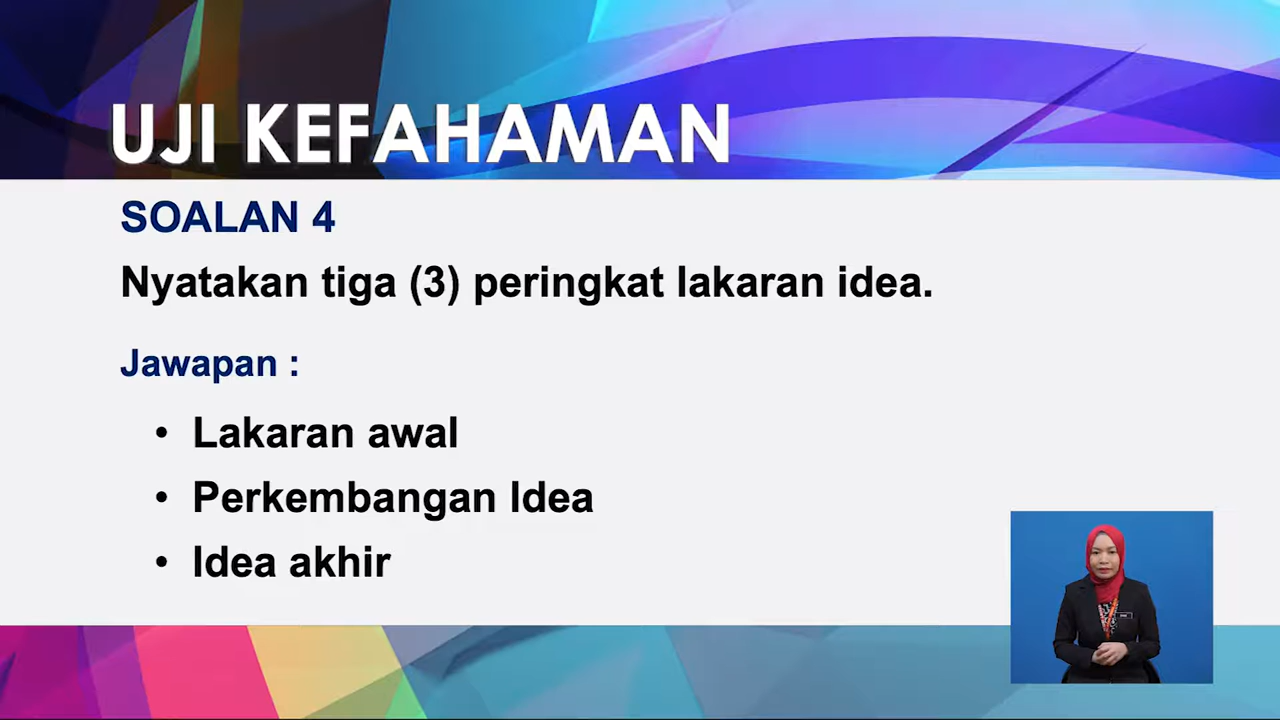 UJI KEFAHAMAN
SOALAN 4
Nyatakan tiga (3) peringkat lakaran idea.
Jawapan :
• Lakaran awal
• Perkembangan Idea
• Idea akhir